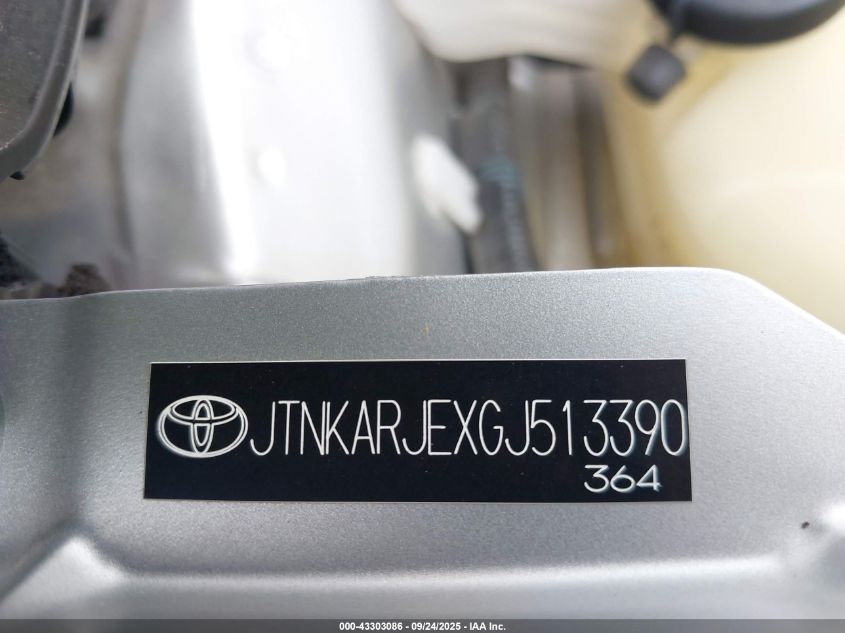 JTNKARJEXGJ513390
364
000-43303086 - 09/24/2025 - IAA Inc.